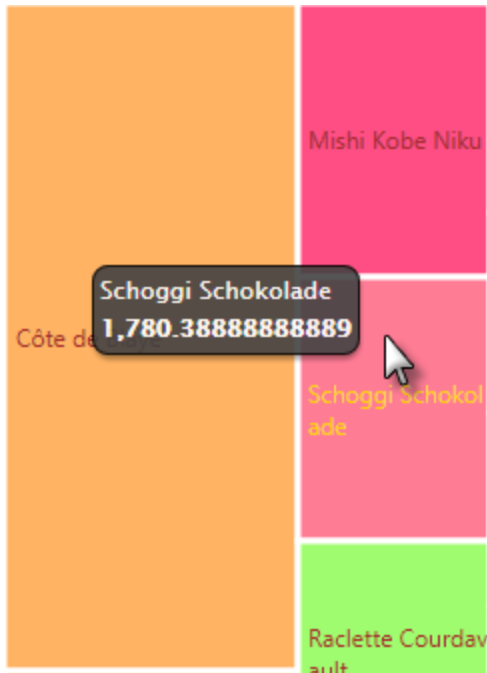 Mishi Kobe Niku
Schoggi Schokolade
1,780.38888888889
Côte de
Schoggi Schokol
ade
Raclette Courdav
ault